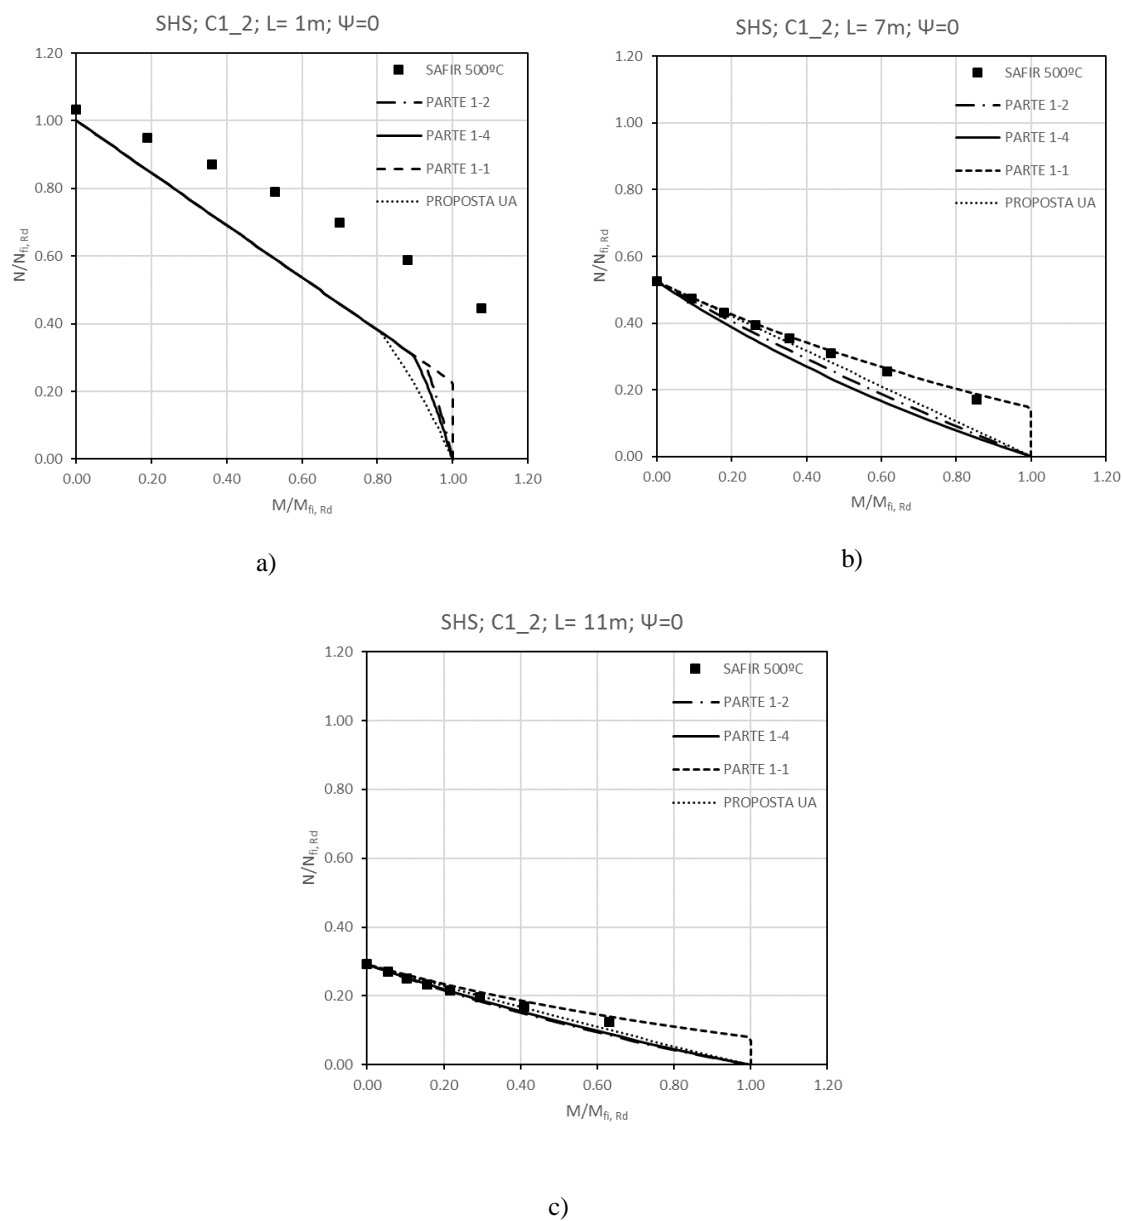 SHS; C1_2; L= 1m; Ψ=0
1.20
1.00
0.80
0.60
0.40
0.20
0.00
N/Nfi, Rd
0.00 0.20 0.40 0.60 0.80 1.00 1.20
M/Mfi, Rd
SAFIR 500ºC
PARTE 1-2
PARTE 1-4
PARTE 1-1
PROPOSTA UA
a)
SHS; C1_2; L= 7m; Ψ=0
1.20
1.00
0.80
0.60
0.40
0.20
0.00
N/Nfi, Rd
0.00 0.20 0.40 0.60 0.80 1.00 1.20
M/Mfi, Rd
SAFIR 500ºC
PARTE 1-2
PARTE 1-4
PARTE 1-1
PROPOSTA UA
b)
SHS; C1_2; L= 11m; Ψ=0
1.20
1.00
0.80
0.60
0.40
0.20
0.00
N/Nfi, Rd
0.00 0.20 0.40 0.60 0.80 1.00 1.20
M/Mfi, Rd
SAFIR 500ºC
PARTE 1-2
PARTE 1-4
PARTE 1-1
PROPOSTA UA
c)